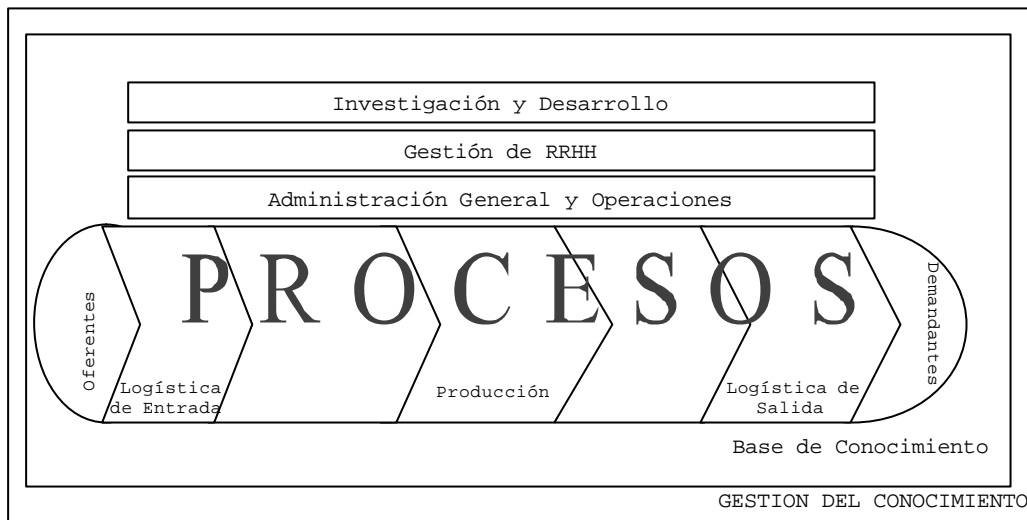 Investigación y Desarrollo
Gestión de RRHH
Administración General y Operaciones
PROCESOS
Oferentes
Demandantes
Logística
de Entrada
Producción
Logística de
Salida
Base de Conocimiento
GESTION DEL CONOCIMIENTO